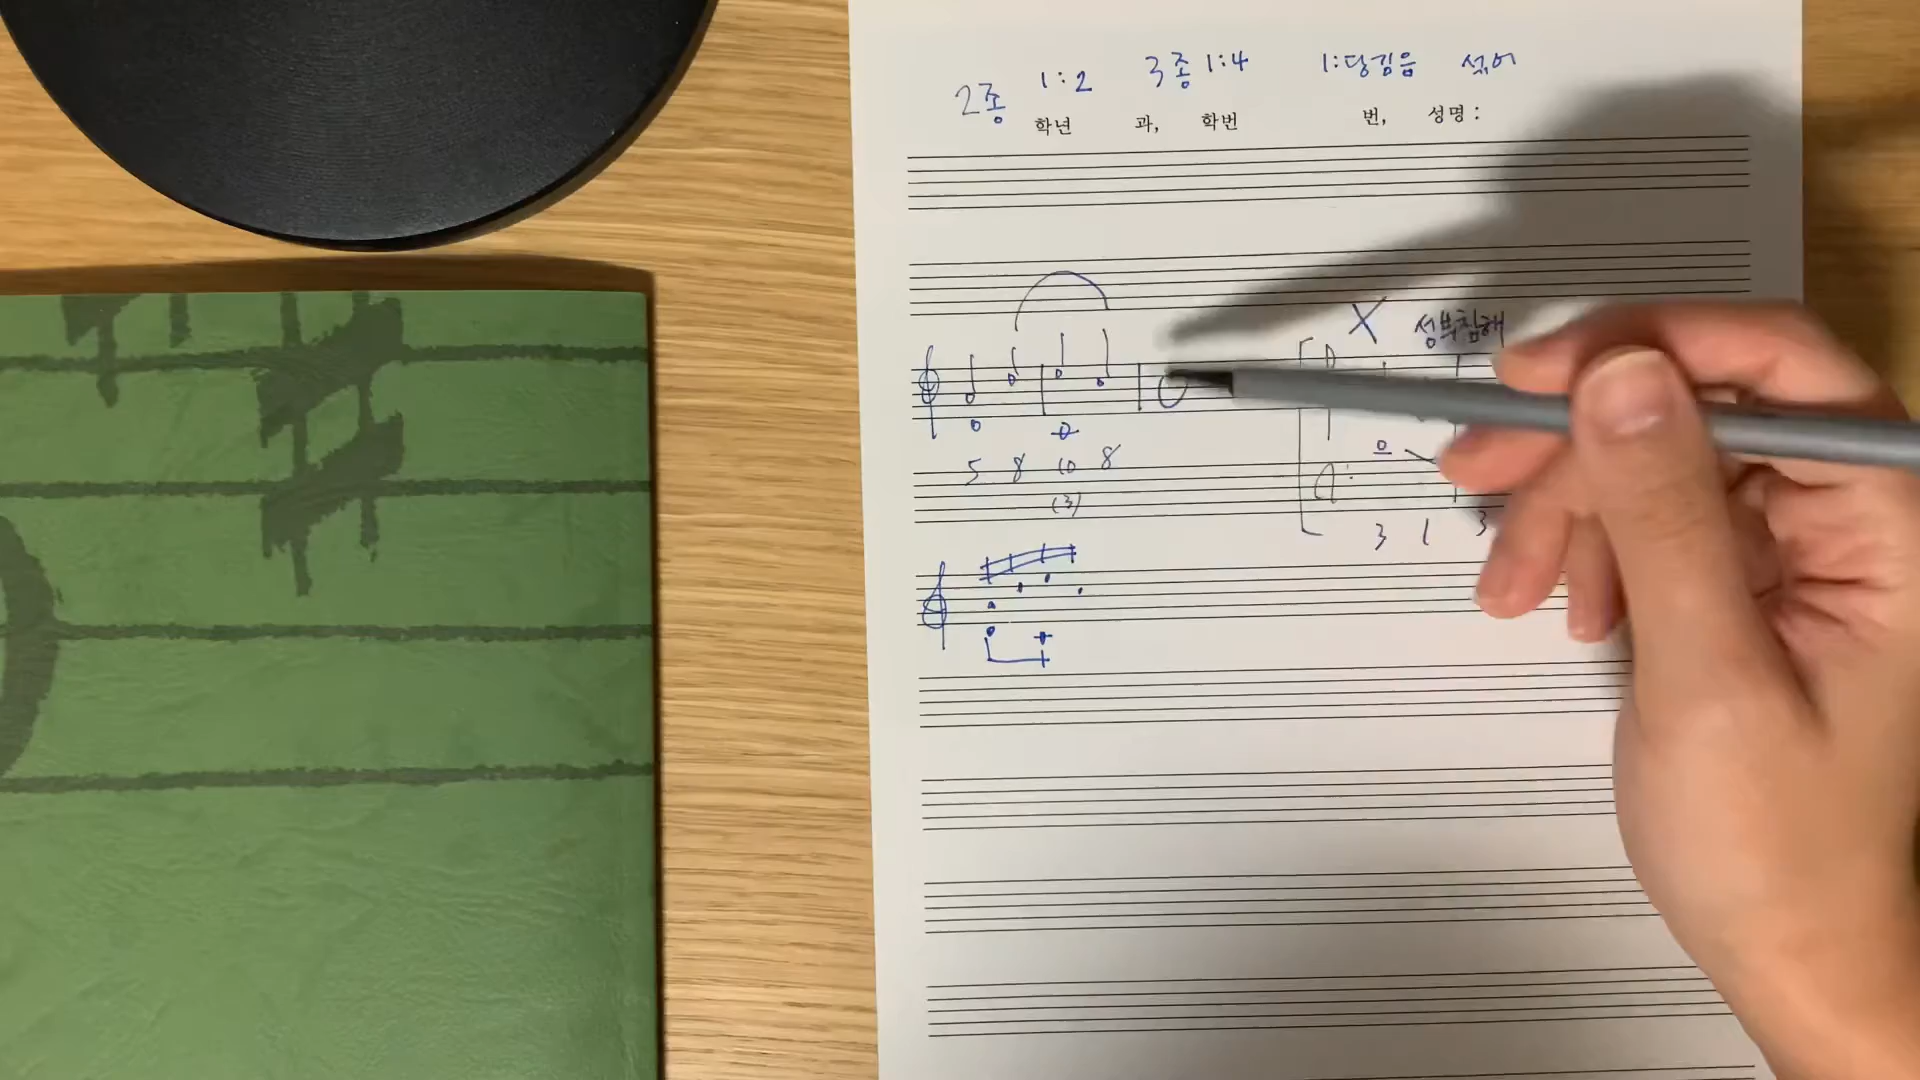 2종 1:2 3종 1:4 1:당김음 섞어
학년 과, 학번 번, 성명 :
X 성부침해
5 8 10 8
(3)
3 1 3